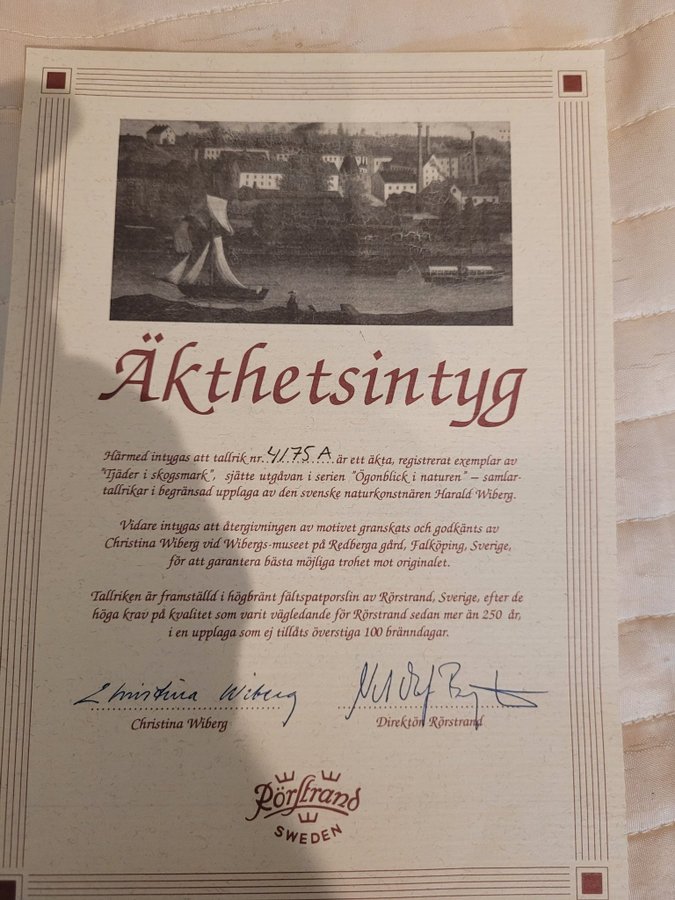 Äkthetsintyg
Härmed intygas att tallrik nr. 4175 A är ett äkta, registrerat exemplar av
"Tjäder i skogsmark", sjätte utgåvan i serien "Ögonblick i naturen" – samlar-
tallrikar i begränsad upplaga av den svenske naturkonstnären Harald Wiberg.
Vidare intygas att återgivningen av motivet granskats och godkänts av
Christina Wiberg vid Wibergs-museet på Redberga gård, Falköping, Sverige,
för att garantera bästa möjliga trohet mot originalet.
Tallriken är framställd i högbränt fältspatporslin av Rörstrand, Sverige, efter de
höga krav på kvalitet som varit vägledande för Rörstrand sedan mer än 250 år,
i en upplaga som ej tillåts överstiga 100 bränndagar.
Christina Wiberg
Christina Wiberg
Direktör Rörstrand
Rörstrand
SWEDEN